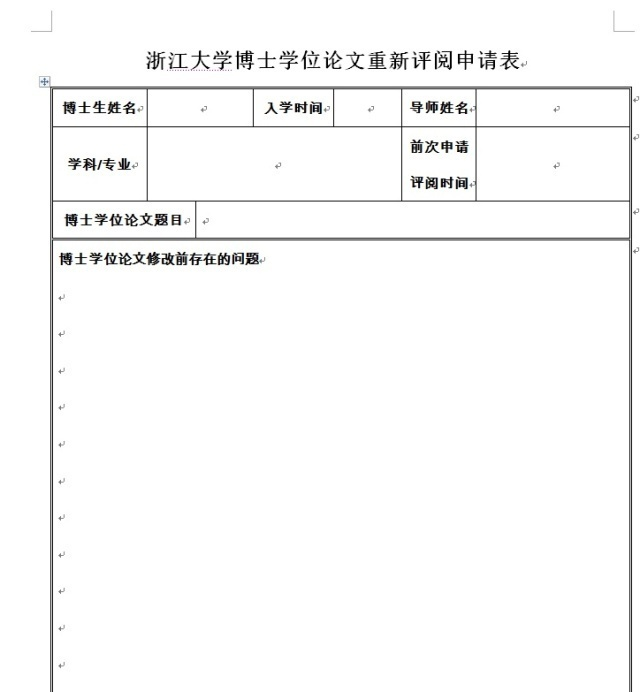 浙江大学博士学位论文重新评阅申请表
博士生姓名 入学时间 导师姓名
学科/专业 前次申请
评阅时间
博士学位论文题目
博士学位论文修改前存在的问题